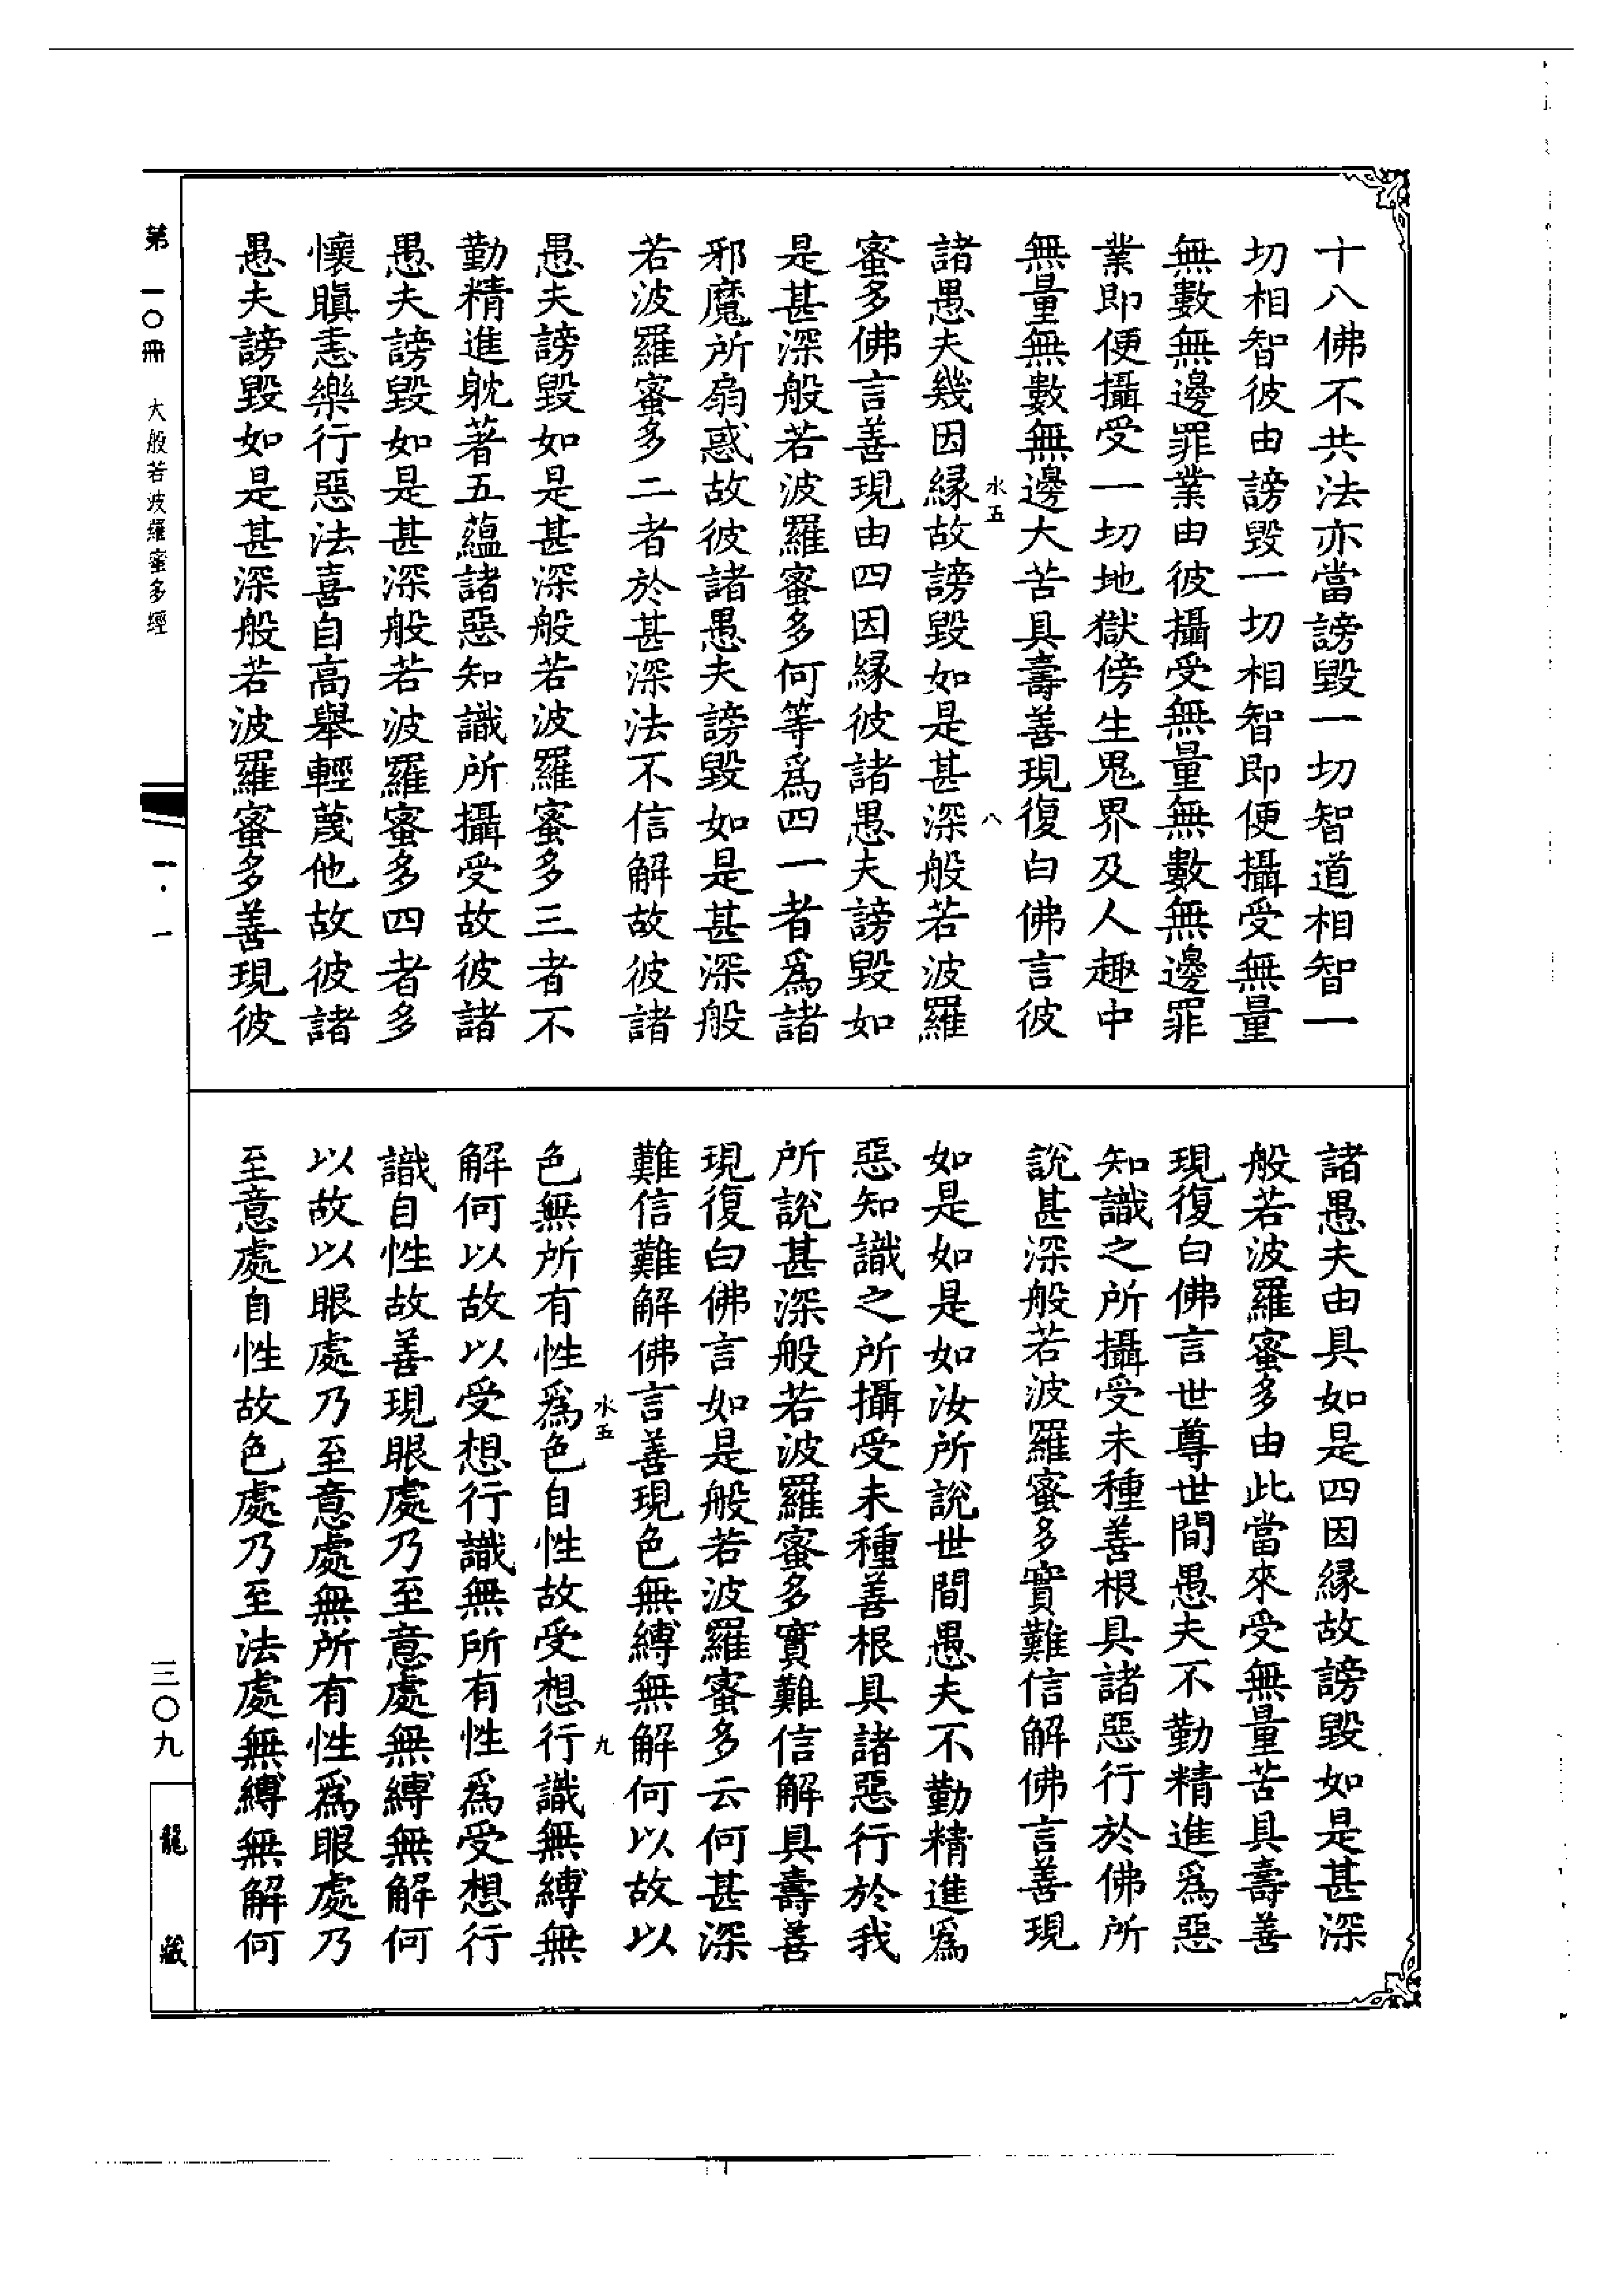 十八佛不共法亦當謗毀一切智道相智一
切相智彼由謗毀一切相智即便攝受無量
無數無邊罪業由彼攝受無量無數無邊罪
業即便攝受一切地獄傍生鬼界及人趣中
無量無數無邊大苦具壽善現復白佛言彼
水五
八
諸愚夫幾因緣故謗毀如是甚深般若波羅
蜜多佛言善現由四因緣彼諸愚夫謗毀如
是甚深般若波羅蜜多何等爲四一者爲諸
邪魔所扇惑故彼諸愚夫謗毀如是甚深般
若波羅蜜多二者於甚深法不信解故彼諸
愚夫謗毀如是甚深般若波羅蜜多三者不
勤精進躭著五蘊諸惡知識所攝受故彼諸
愚夫謗毀如是甚深般若波羅蜜多四者多
懷瞋恚樂行惡法喜自高舉輕蔑他故彼諸
愚夫謗毀如是甚深般若波羅蜜多善現彼
諸愚夫由具如是四因緣故謗毀如是甚深
般若波羅蜜多由此當來受無量苦具壽善
現復白佛言世尊世間愚夫不勤精進爲惡
知識之所攝受未種善根具諸惡行於佛所
說甚深般若波羅蜜多實難信解佛言善現
如是如是如汝所說世間愚夫不勤精進爲
惡知識之所攝受未種善根具諸惡行於我
所說甚深般若波羅蜜多實難信解具壽善
現復白佛言如是般若波羅蜜多云何甚深
難信難解佛言善現色無縛無解何以故以
水五
九
色無所有性爲色自性故受想行識無縛無
解何以故以受想行識無所有性爲受想行
識自性故善現眼處乃至意處無縛無解何
以故以眼處乃至意處無所有性爲眼處乃
至意處自性故色處乃至法處無縛無解何
第一〇冊 大般若波羅蜜多經
一·一
三〇九
龍藏